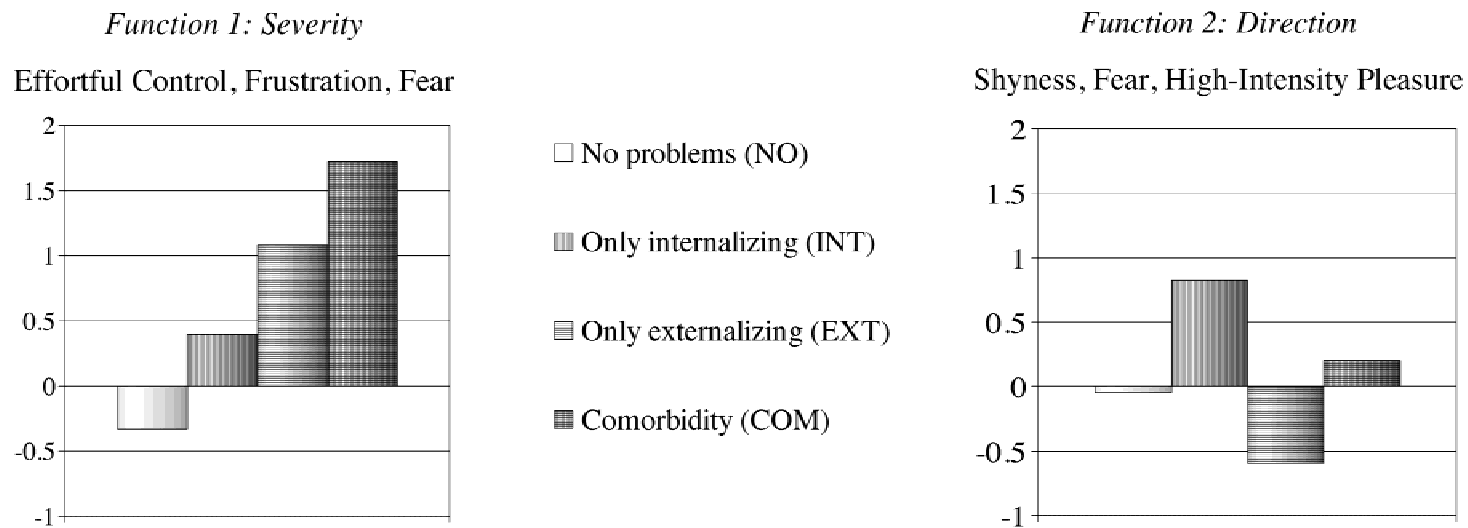 Function 1: Severity
Effortful Control, Frustration, Fear
2
1.5
1
0.5
0
-0.5
-1
No problems (NO)
Only internalizing (INT)
Only externalizing (EXT)
Comorbidity (COM)
Function 2: Direction
Shyness, Fear, High-Intensity Pleasure
2
1.5
1
0.5
0
-0.5
-1